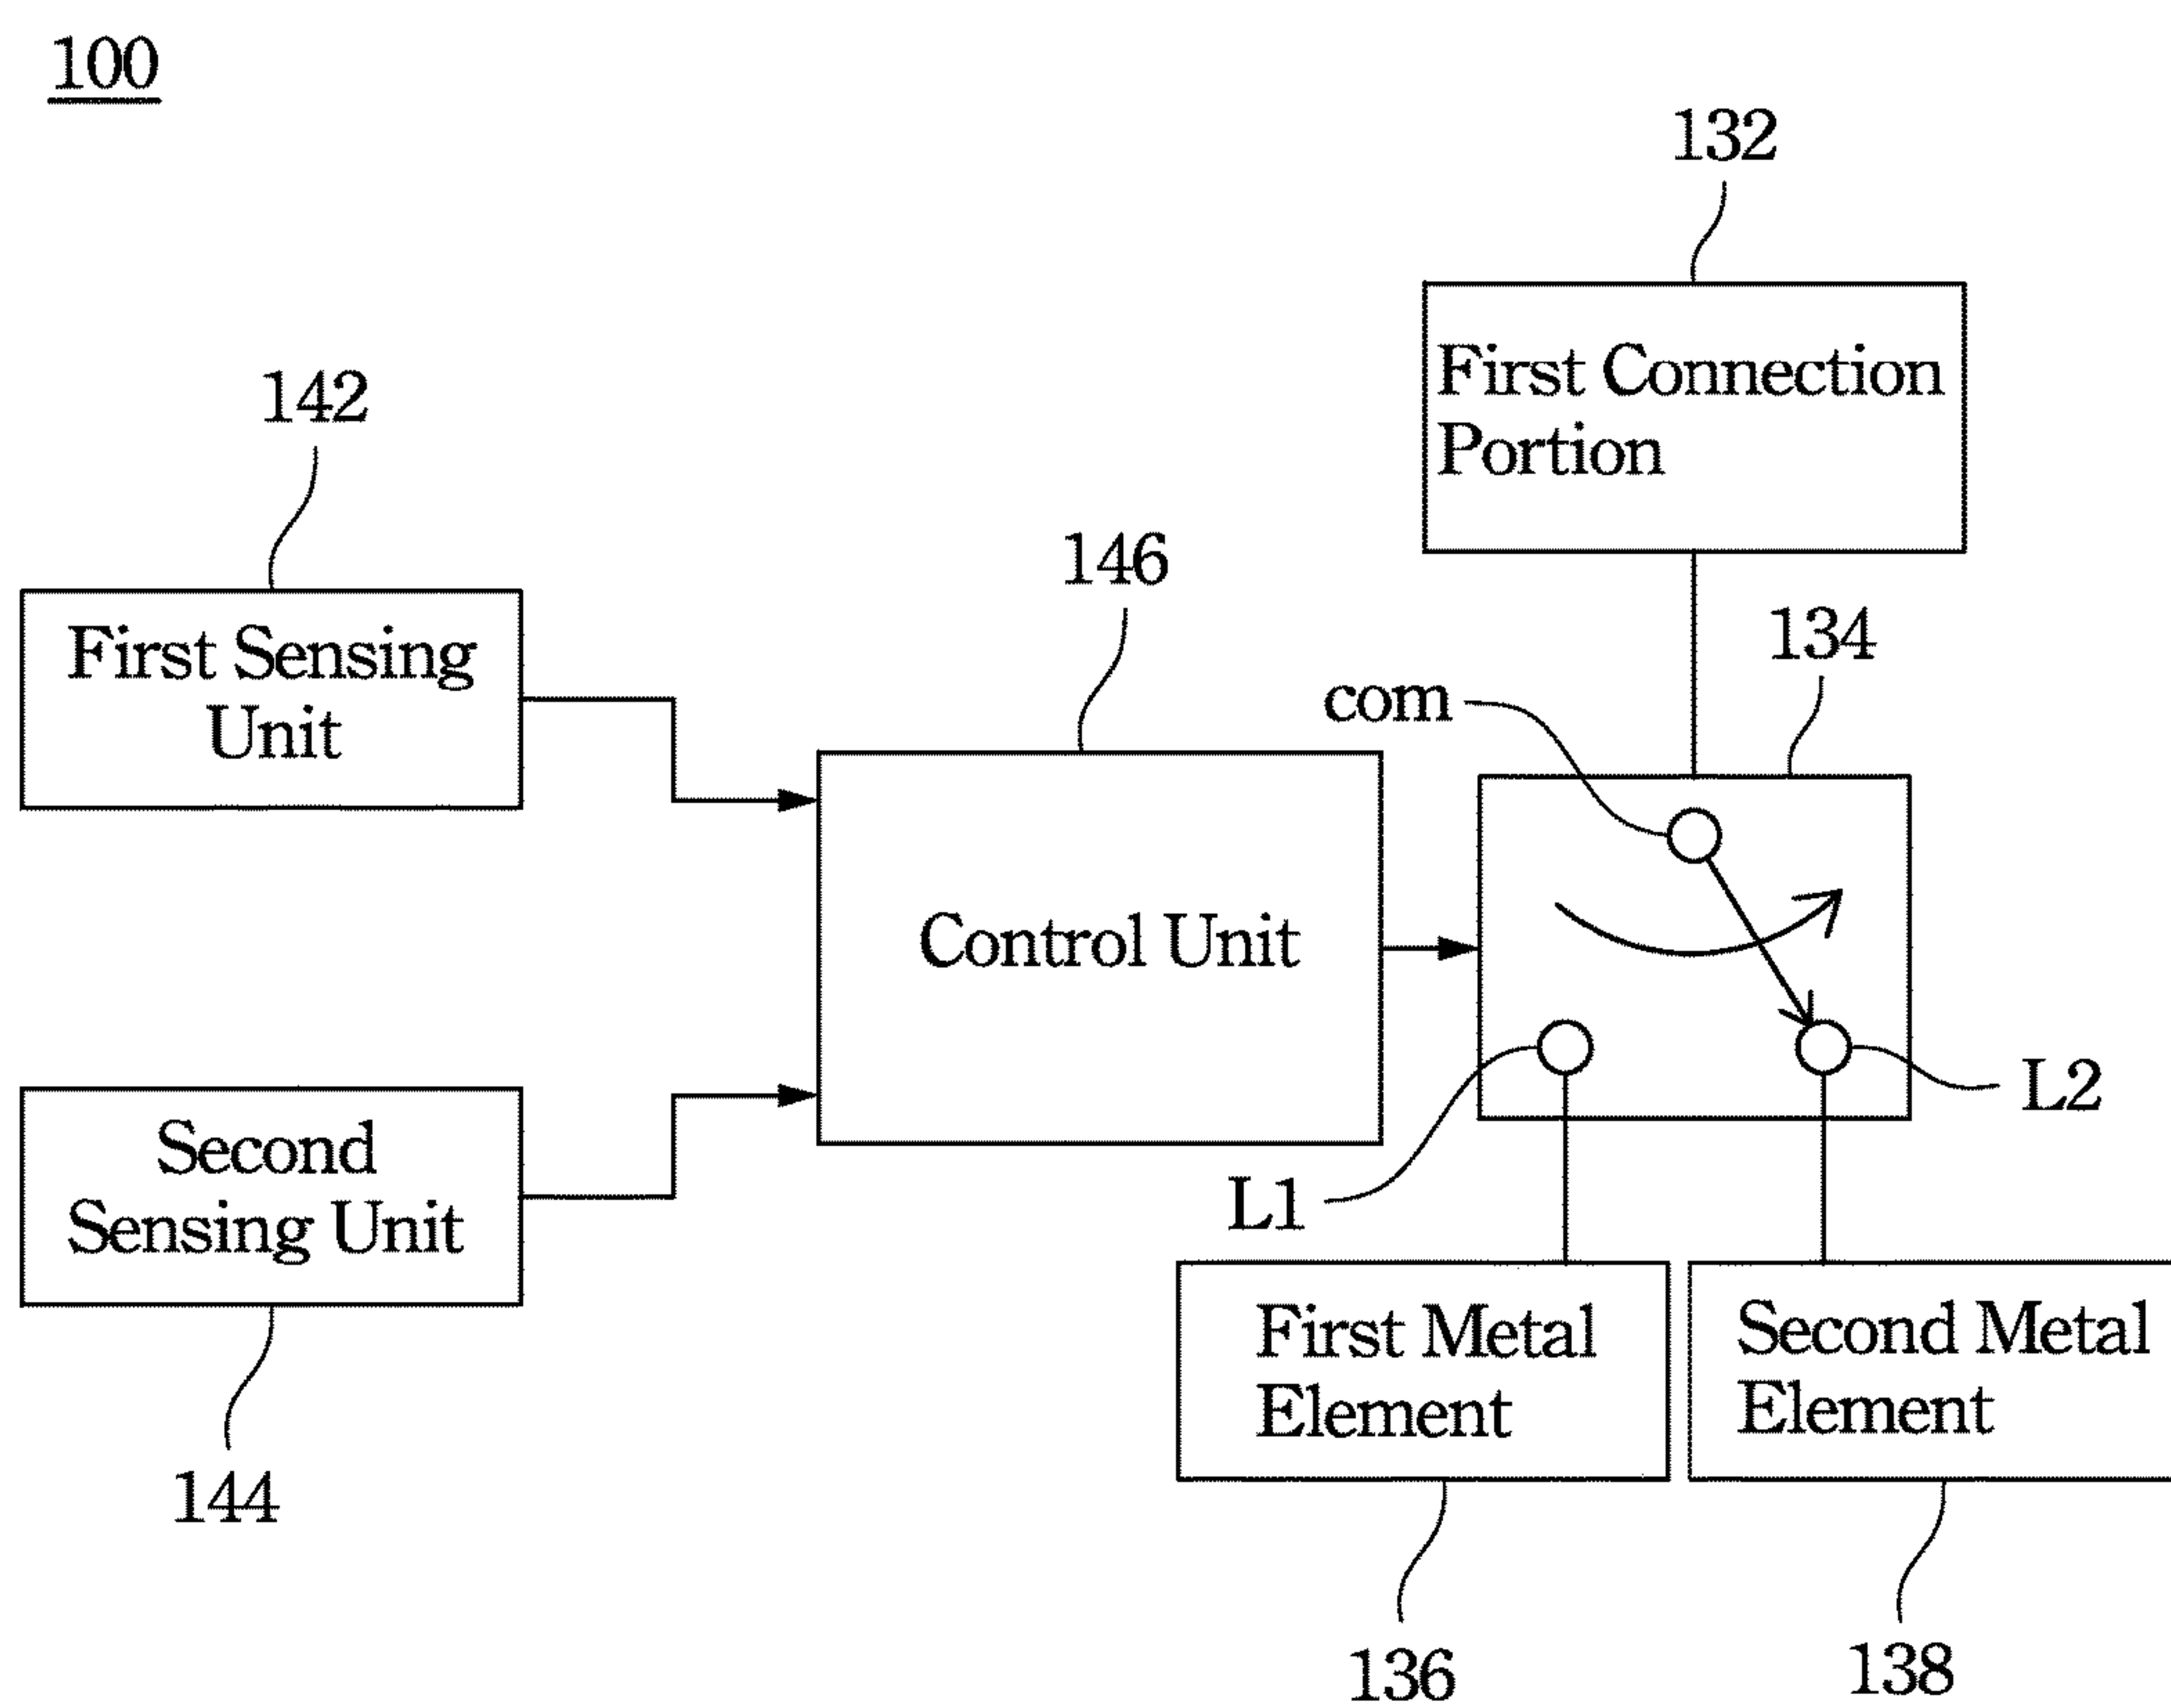 100
132
First Connection
Portion
142
146
134
First Sensing
Unit
com
Control Unit
L2
Second
Sensing Unit
L1
First Metal
Element
Second Metal
Element
144
136
138